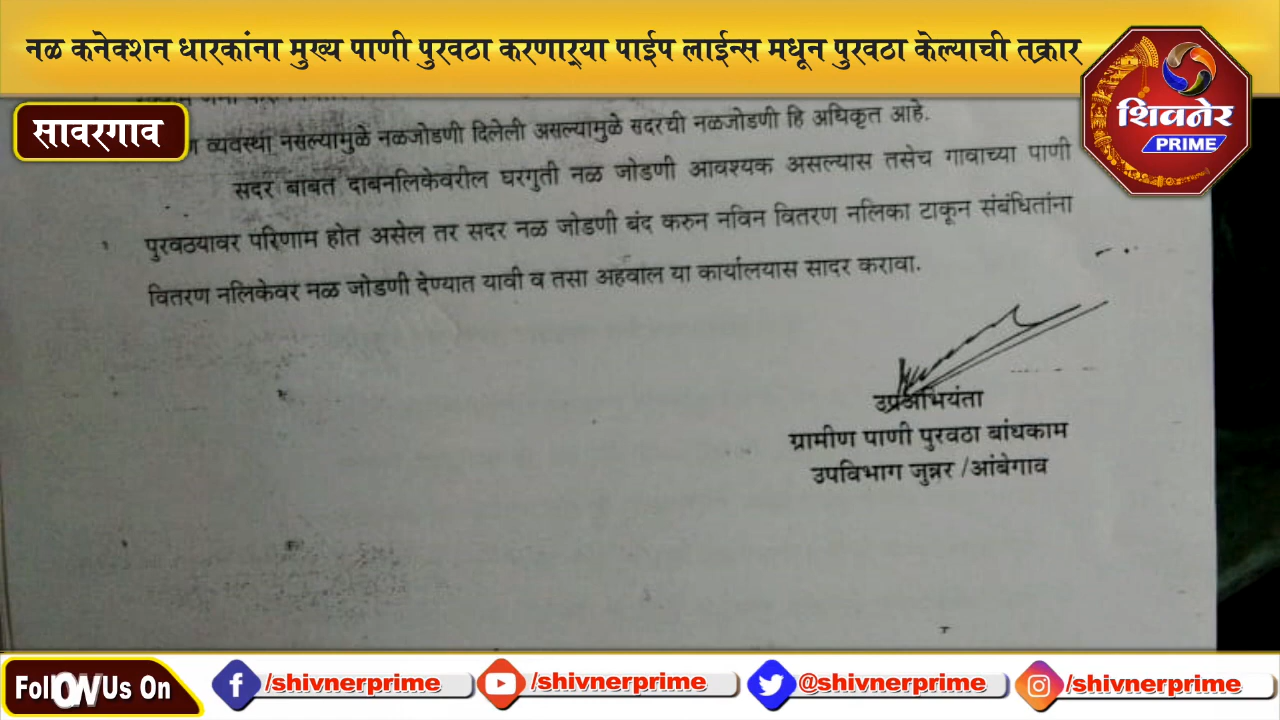 नळ कनेक्शन धारकांना मुख्य पाणी पुरवठा करणाऱ्या पाईप लाईन्स मधून पुरवठा केल्याची तक्रार
सावरगाव
शिवनेर
PRIME
व्यवस्था नसल्यामुळे नळजोडणी दिलेली असल्यामुळे सदरची नळजोडणी हि अधिकृत आहे.
सदर बाबत दाबनलिकेवरील घरगुती नळ जोडणी आवश्यक असल्यास तसेच गावाच्या पाणी
पुरवठयावर परिणाम होत असेल तर सदर नळ जोडणी बंद करुन नविन वितरण नलिका टाकून संबंधितांना
वितरण नलिकेवर नळ जोडणी देण्यात यावी व तसा अहवाल या कार्यालयास सादर करावा.
उपअभियंता
ग्रामीण पाणी पुरवठा बांधकाम
उपविभाग जुन्नर /आंबेगाव
Follow Us On
/shivnerprime
/shivnerprime
@shivnerprime
/shivnerprime